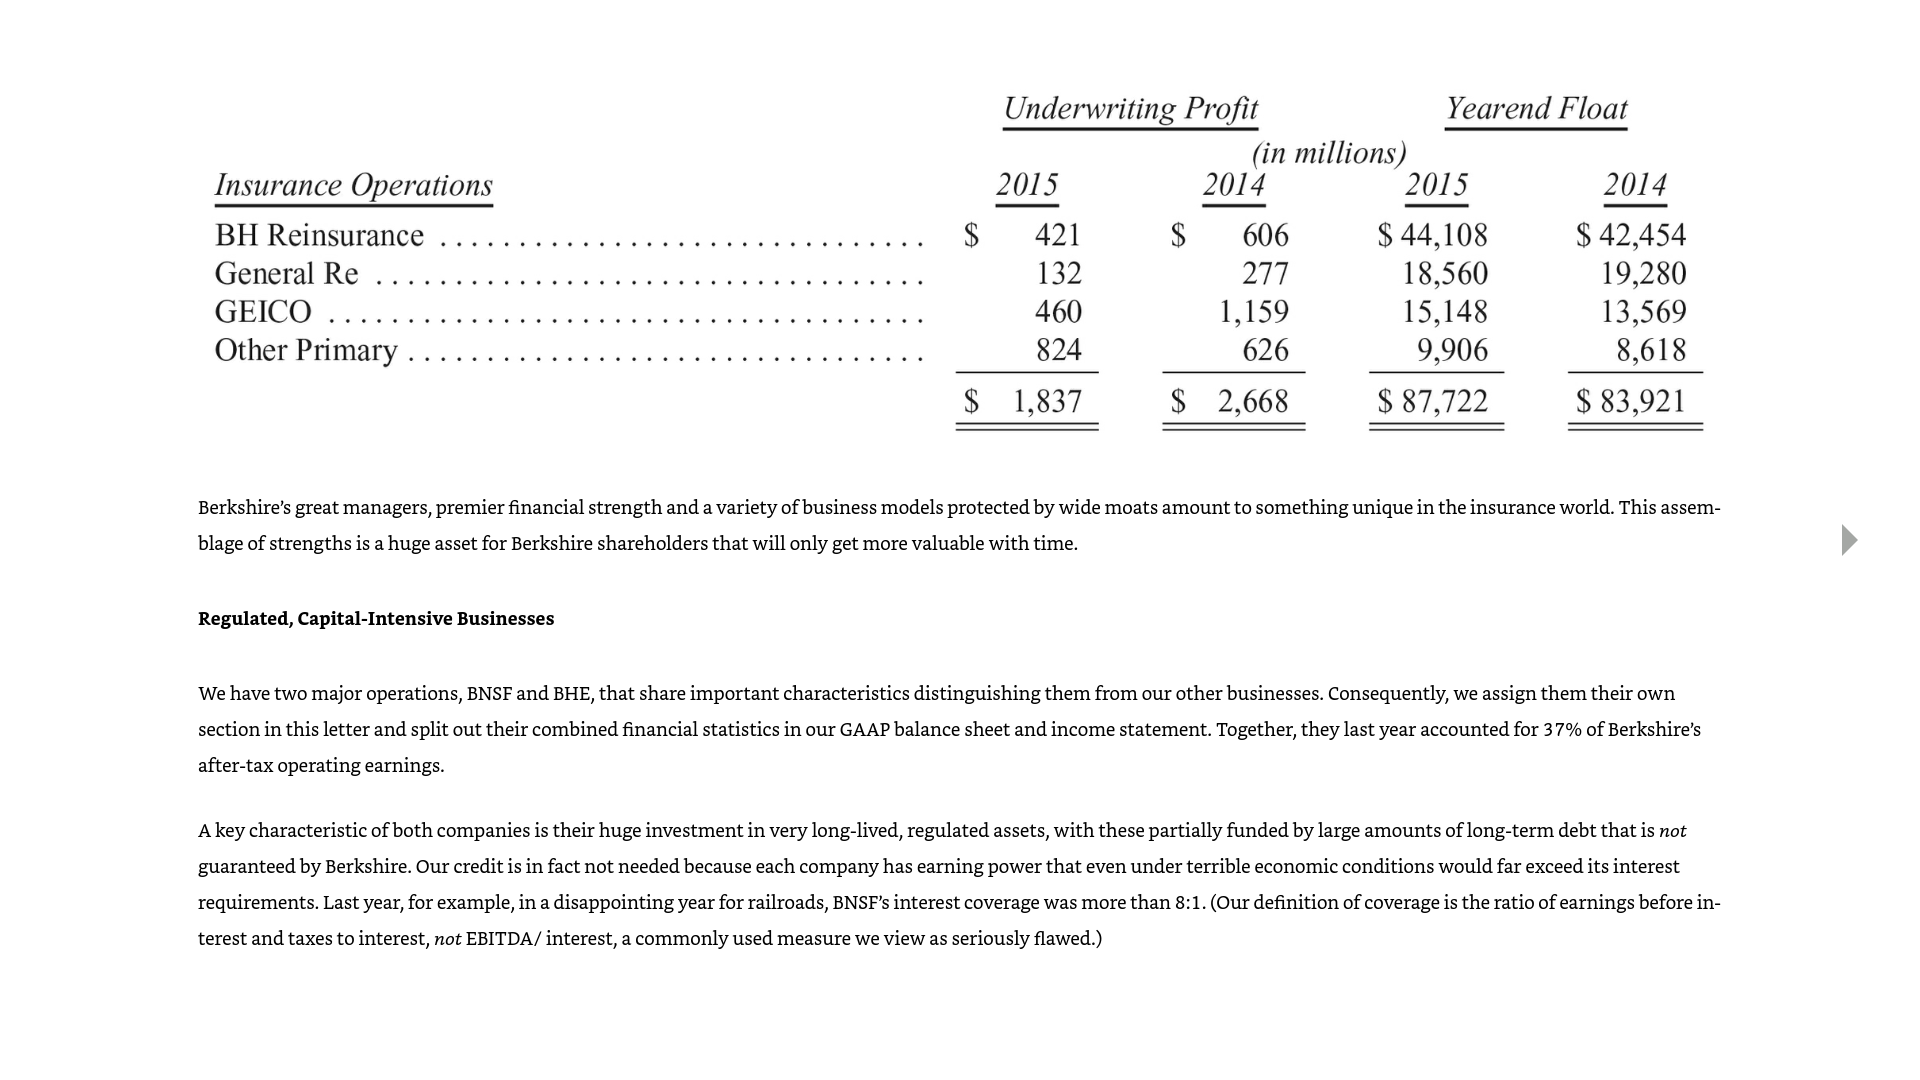 Underwriting Profit Yearend Float
(in millions)
Insurance Operations 2015 2014 2015 2014
BH Reinsurance . . . . . . . . . . . . . . . . . . . . . . . . . . . . . . . $ 421 $ 606 $ 44,108 $ 42,454
General Re . . . . . . . . . . . . . . . . . . . . . . . . . . . . . . . . . . . 132 277 18,560 19,280
GEICO . . . . . . . . . . . . . . . . . . . . . . . . . . . . . . . . . . . . . . 460 1,159 15,148 13,569
Other Primary . . . . . . . . . . . . . . . . . . . . . . . . . . . . . . . . . 824 626 9,906 8,618
$ 1,837 $ 2,668 $ 87,722 $ 83,921
Berkshire’s great managers, premier financial strength and a variety of business models protected by wide moats amount to something unique in the insurance world. This assem-
blage of strengths is a huge asset for Berkshire shareholders that will only get more valuable with time.
Regulated, Capital-Intensive Businesses
We have two major operations, BNSF and BHE, that share important characteristics distinguishing them from our other businesses. Consequently, we assign them their own
section in this letter and split out their combined financial statistics in our GAAP balance sheet and income statement. Together, they last year accounted for 37% of Berkshire’s
after-tax operating earnings.
A key characteristic of both companies is their huge investment in very long-lived, regulated assets, with these partially funded by large amounts of long-term debt that is not
guaranteed by Berkshire. Our credit is in fact not needed because each company has earning power that even under terrible economic conditions would far exceed its interest
requirements. Last year, for example, in a disappointing year for railroads, BNSF’s interest coverage was more than 8:1. (Our definition of coverage is the ratio of earnings before in-
terest and taxes to interest, not EBITDA/ interest, a commonly used measure we view as seriously flawed.)